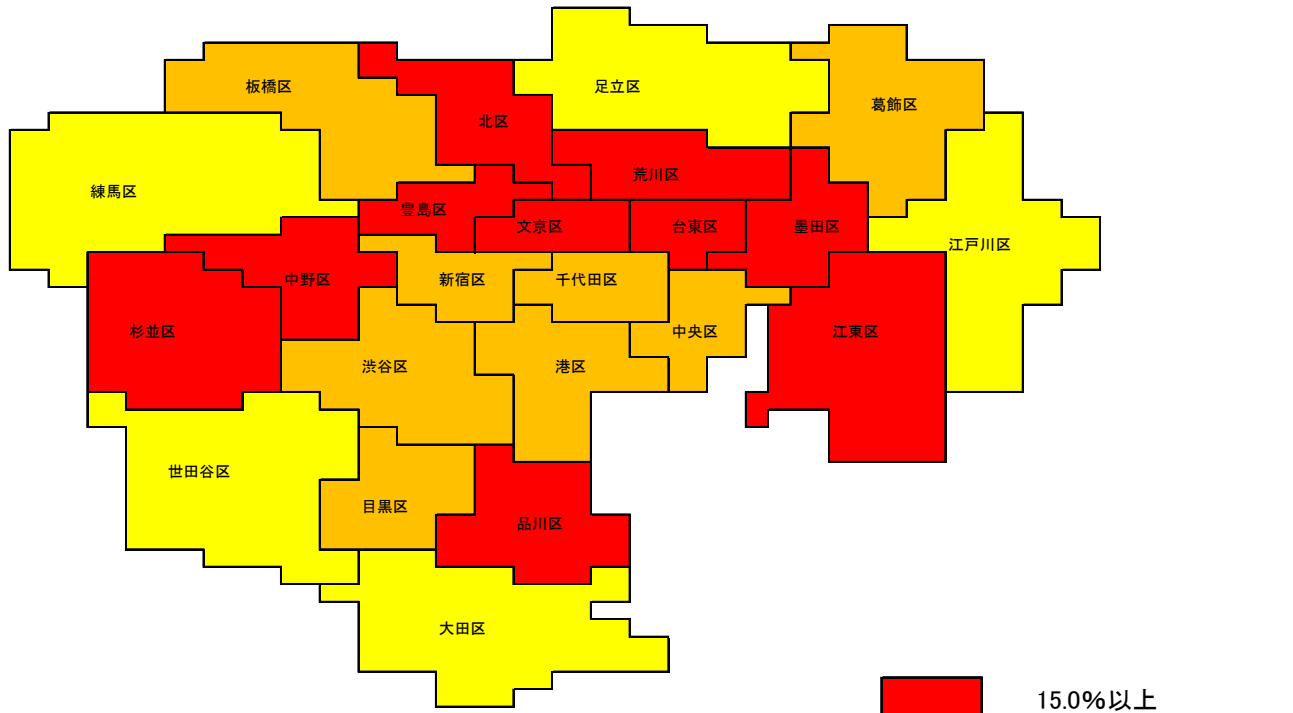 板橋区
足立区
葛飾区
北区
荒川区
練馬区
豊島区
文京区
台東区
墨田区
江戸川区
中野区
新宿区
千代田区
杉並区
中央区
江東区
渋谷区
港区
世田谷区
目黒区
品川区
大田区
15.0%以上